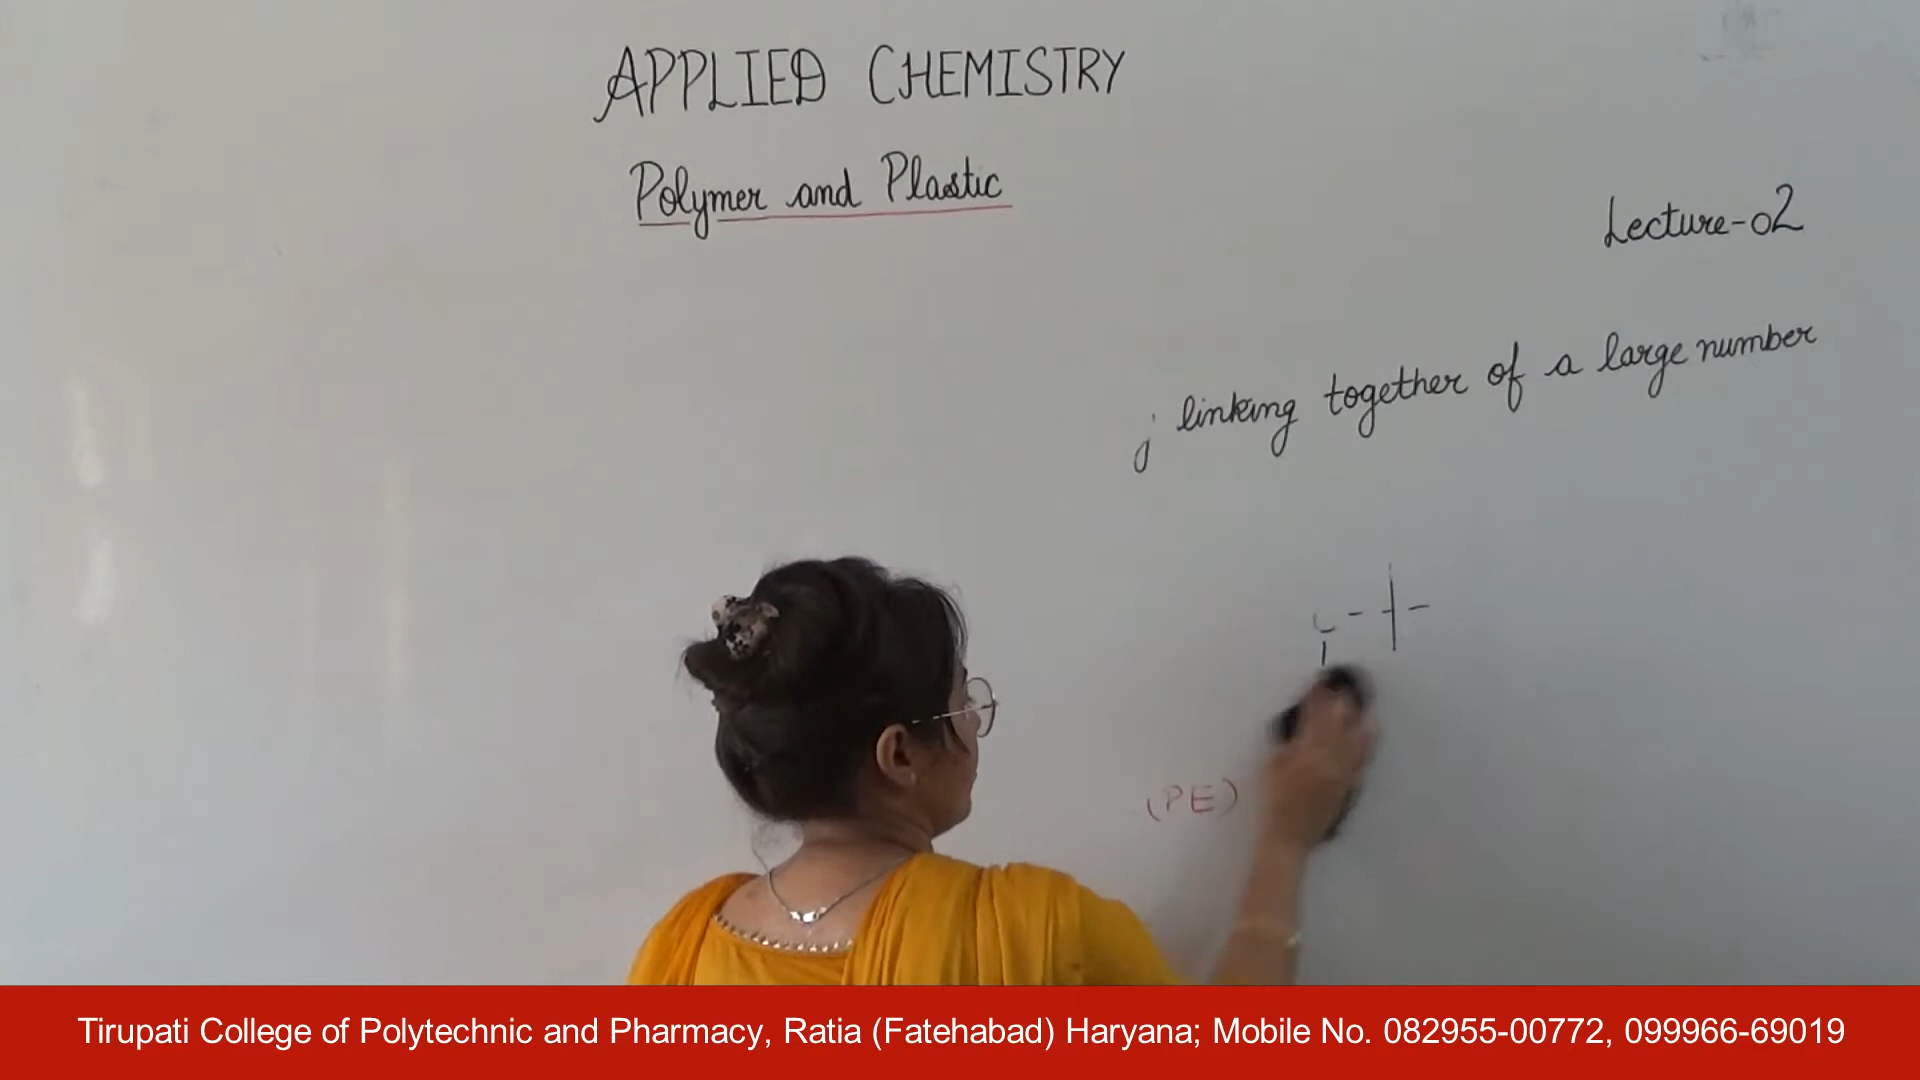 APPLIED CHEMISTRY
Polymer and Plastic
Lecture-02
linking together of a large number
C - -
(PE)
Tirupati College of Polytechnic and Pharmacy, Ratia (Fatehabad) Haryana; Mobile No. 082955-00772, 099966-69019